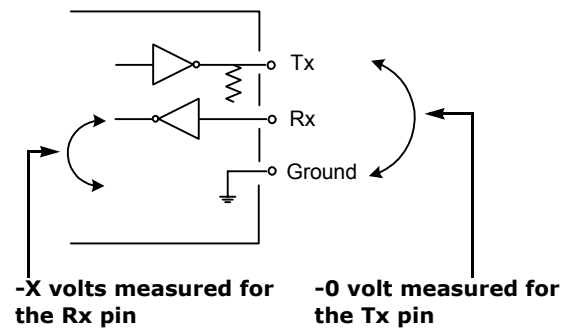 Tx
Rx
Ground
-X volts measured for
the Rx pin
-0 volt measured for
the Tx pin